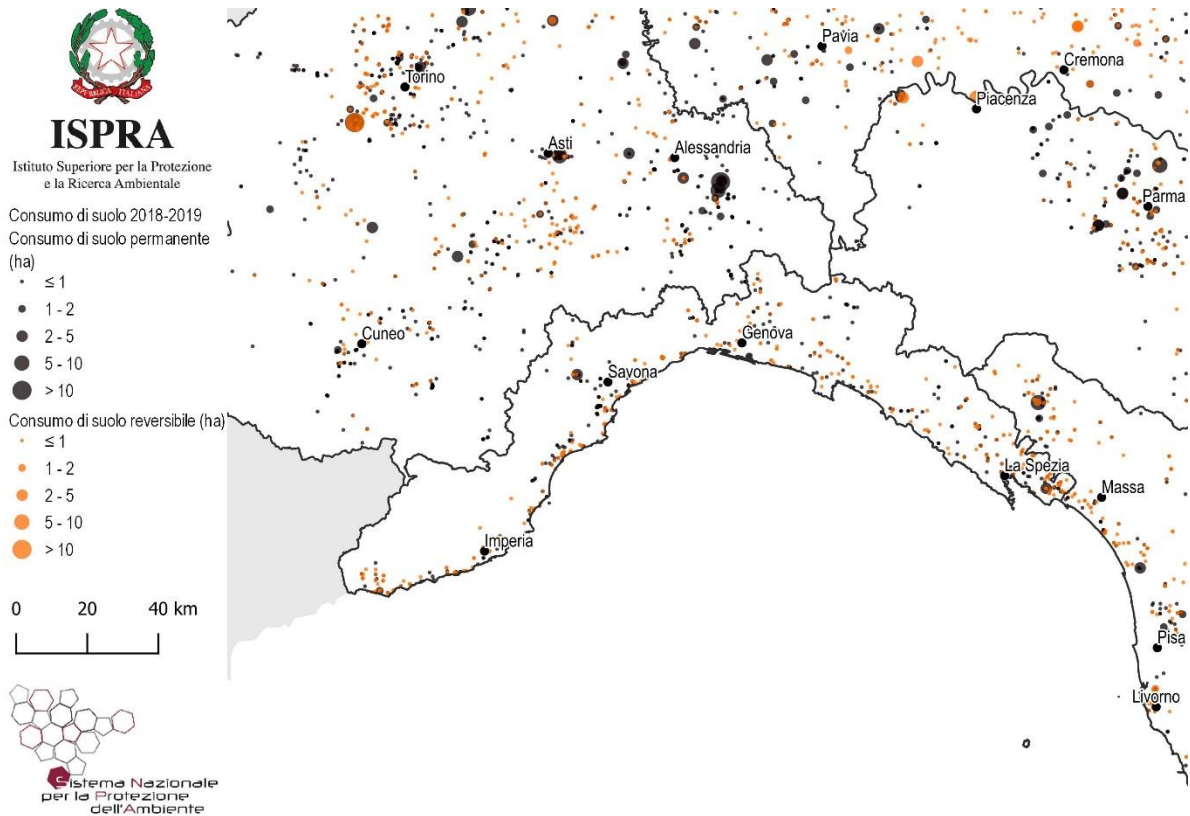 REPVBBLICA ITALIANA
ISPRA
Istituto Superiore per la Protezione
e la Ricerca Ambientale
Consumo di suolo 2018-2019
Consumo di suolo permanente
(ha)
≤ 1
1 - 2
2 - 5
5 - 10
> 10
Consumo di suolo reversibile (ha)
≤ 1
1 - 2
2 - 5
5 - 10
> 10
0 20 40 km
Sistema Nazionale
per la Protezione
dell'Ambiente
Pavia
Cremona
Torino
Piacenza
Asti
Alessandria
Parma
Cuneo
Genova
Savona
La Spezia
Massa
Imperia
Pisa
Livorno